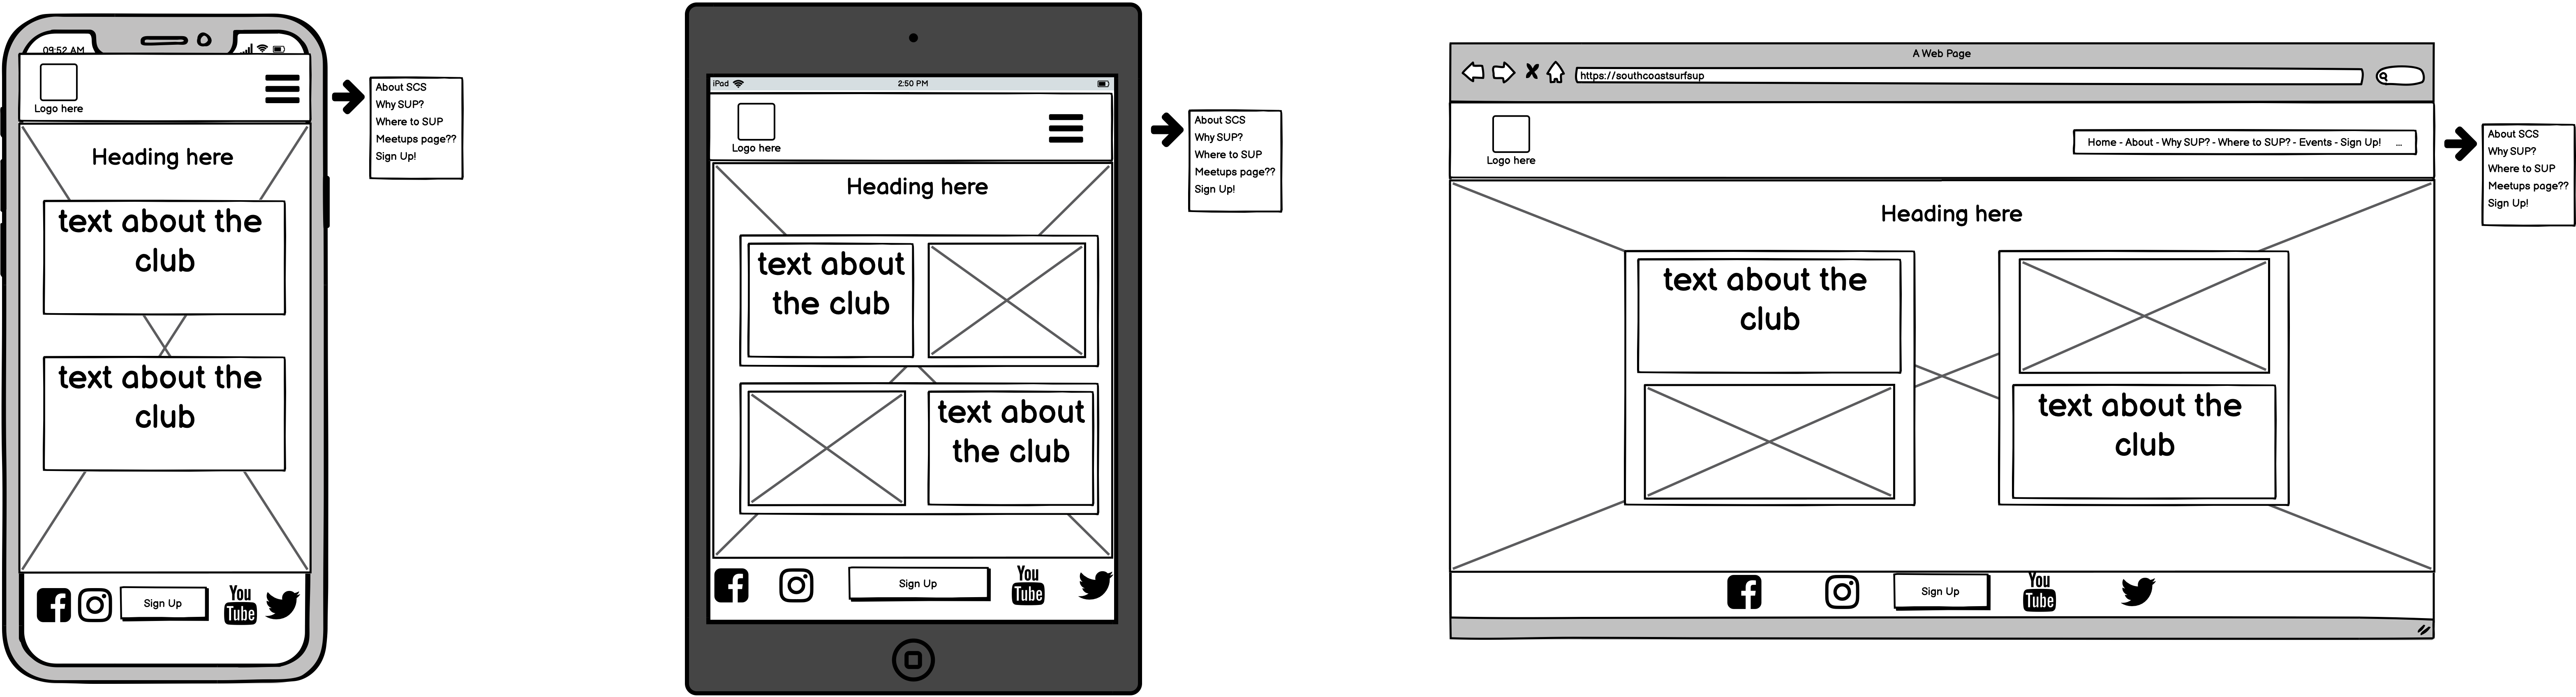 09:52 AM
Logo here
Heading here
text about the
club
text about the
club
Sign Up
You
Tube
About SCS
Why SUP?
Where to SUP
Meetups page??
Sign Up!
iPad
2:50 PM
Logo here
Heading here
text about
the club
text about
the club
Sign Up
You
Tube
About SCS
Why SUP?
Where to SUP
Meetups page??
Sign Up!
A Web Page
https://southcoastsurfsup
Logo here
Home - About - Why SUP? - Where to SUP? - Events - Sign Up! ...
Heading here
text about the
club
text about the
club
Sign Up
You
Tube
About SCS
Why SUP?
Where to SUP
Meetups page??
Sign Up!